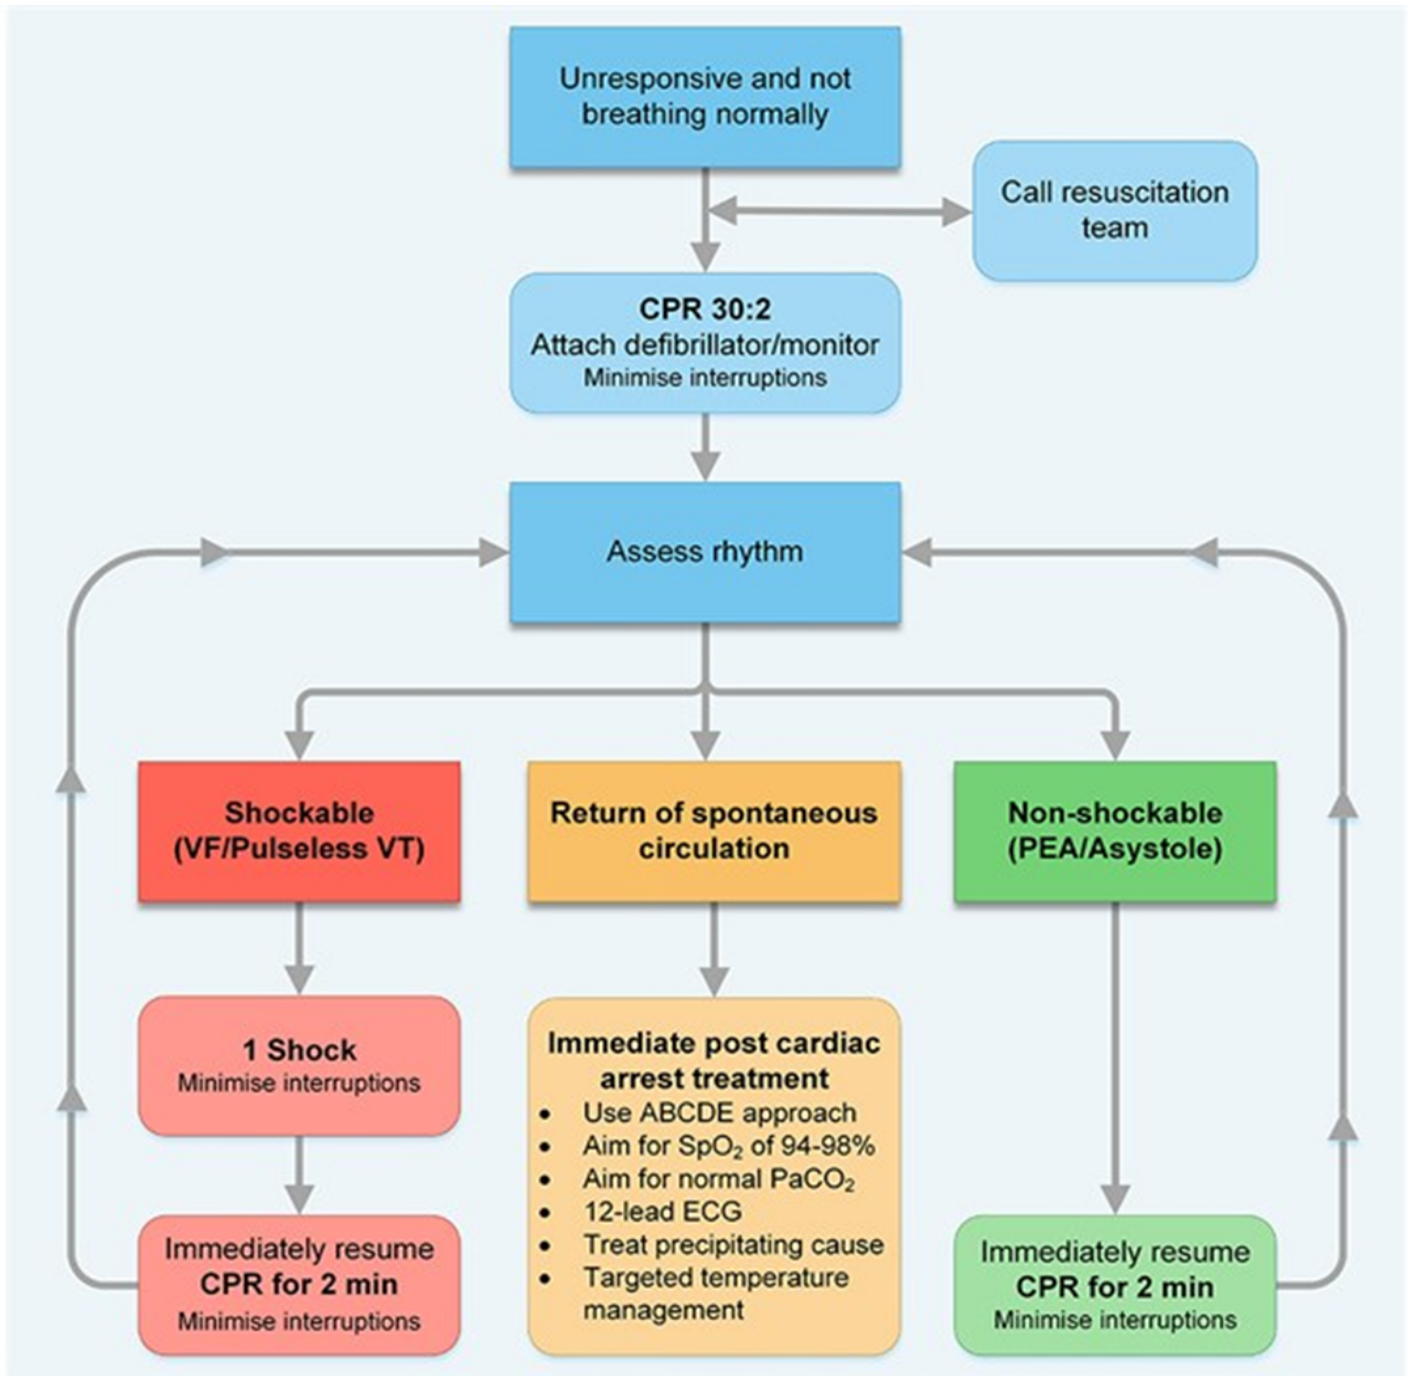 Unresponsive and not
breathing normally
Call resuscitation
team
CPR 30:2
Attach defibrillator/monitor
Minimise interruptions
Assess rhythm
Shockable
(VF/Pulseless VT)
Return of spontaneous
circulation
Non-shockable
(PEA/Asystole)
1 Shock
Minimise interruptions
Immediate post cardiac
arrest treatment
• Use ABCDE approach
• Aim for SpO₂ of 94-98%
• Aim for normal PaCO₂
• 12-lead ECG
• Treat precipitating cause
• Targeted temperature
management
Immediately resume
CPR for 2 min
Minimise interruptions
Immediately resume
CPR for 2 min
Minimise interruptions